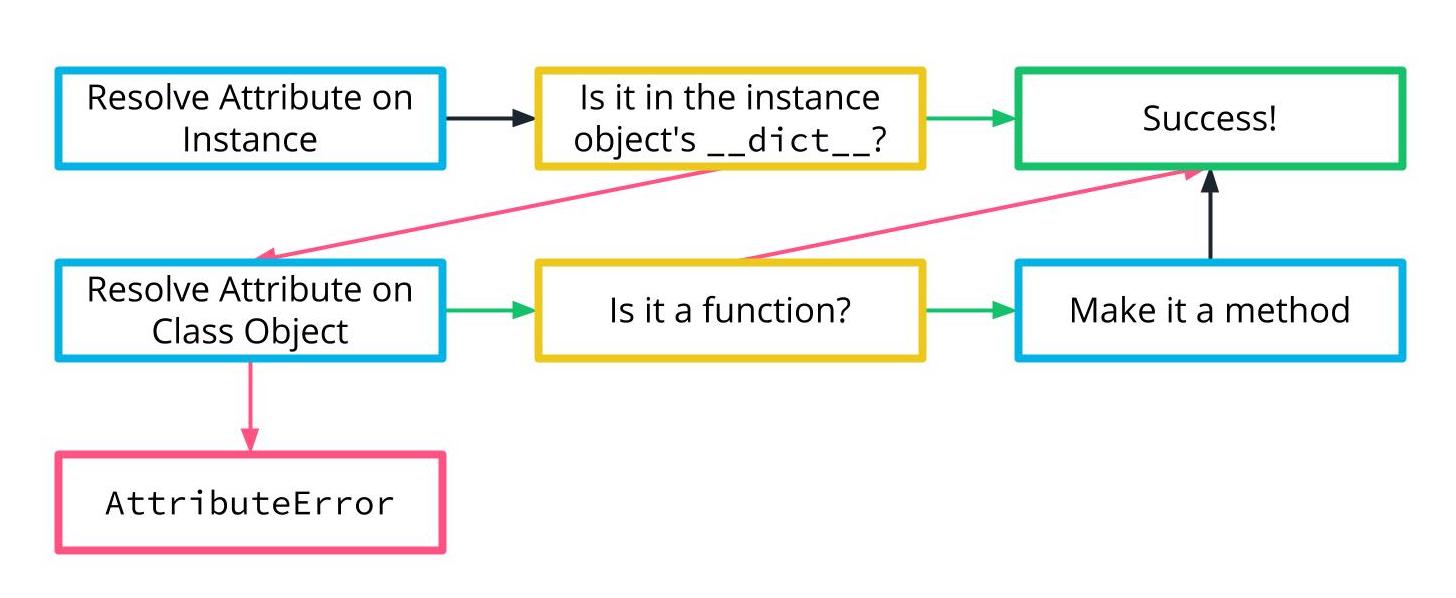 Resolve Attribute on
Instance
Is it in the instance
object's __dict__?
Success!
Resolve Attribute on
Class Object
Is it a function?
Make it a method
AttributeError